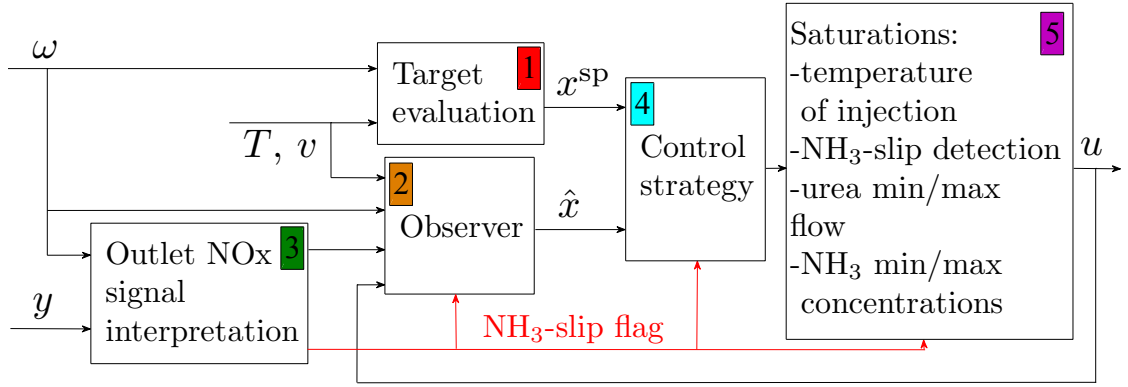 ω
1
Target
evaluation
x^sp
T, v
2
Observer
x̂
3
Outlet NOx
signal
interpretation
y
4
Control
strategy
5
Saturations:
-temperature
of injection
-NH₃-slip detection
-urea min/max
flow
-NH₃ min/max
concentrations
u
NH₃-slip flag